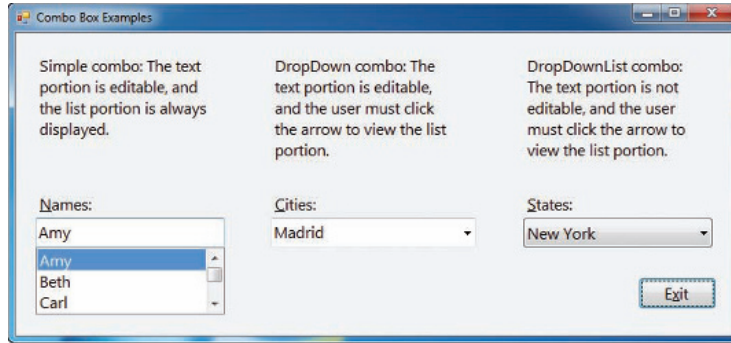 Combo Box Examples
Simple combo: The text
portion is editable, and
the list portion is always
displayed.
DropDown combo: The
text portion is editable,
and the user must click
the arrow to view the list
portion.
DropDownList combo:
The text portion is not
editable, and the user
must click the arrow to
view the list portion.
Names:
Amy
Amy
Beth
Carl
Cities:
Madrid
States:
New York
Exit